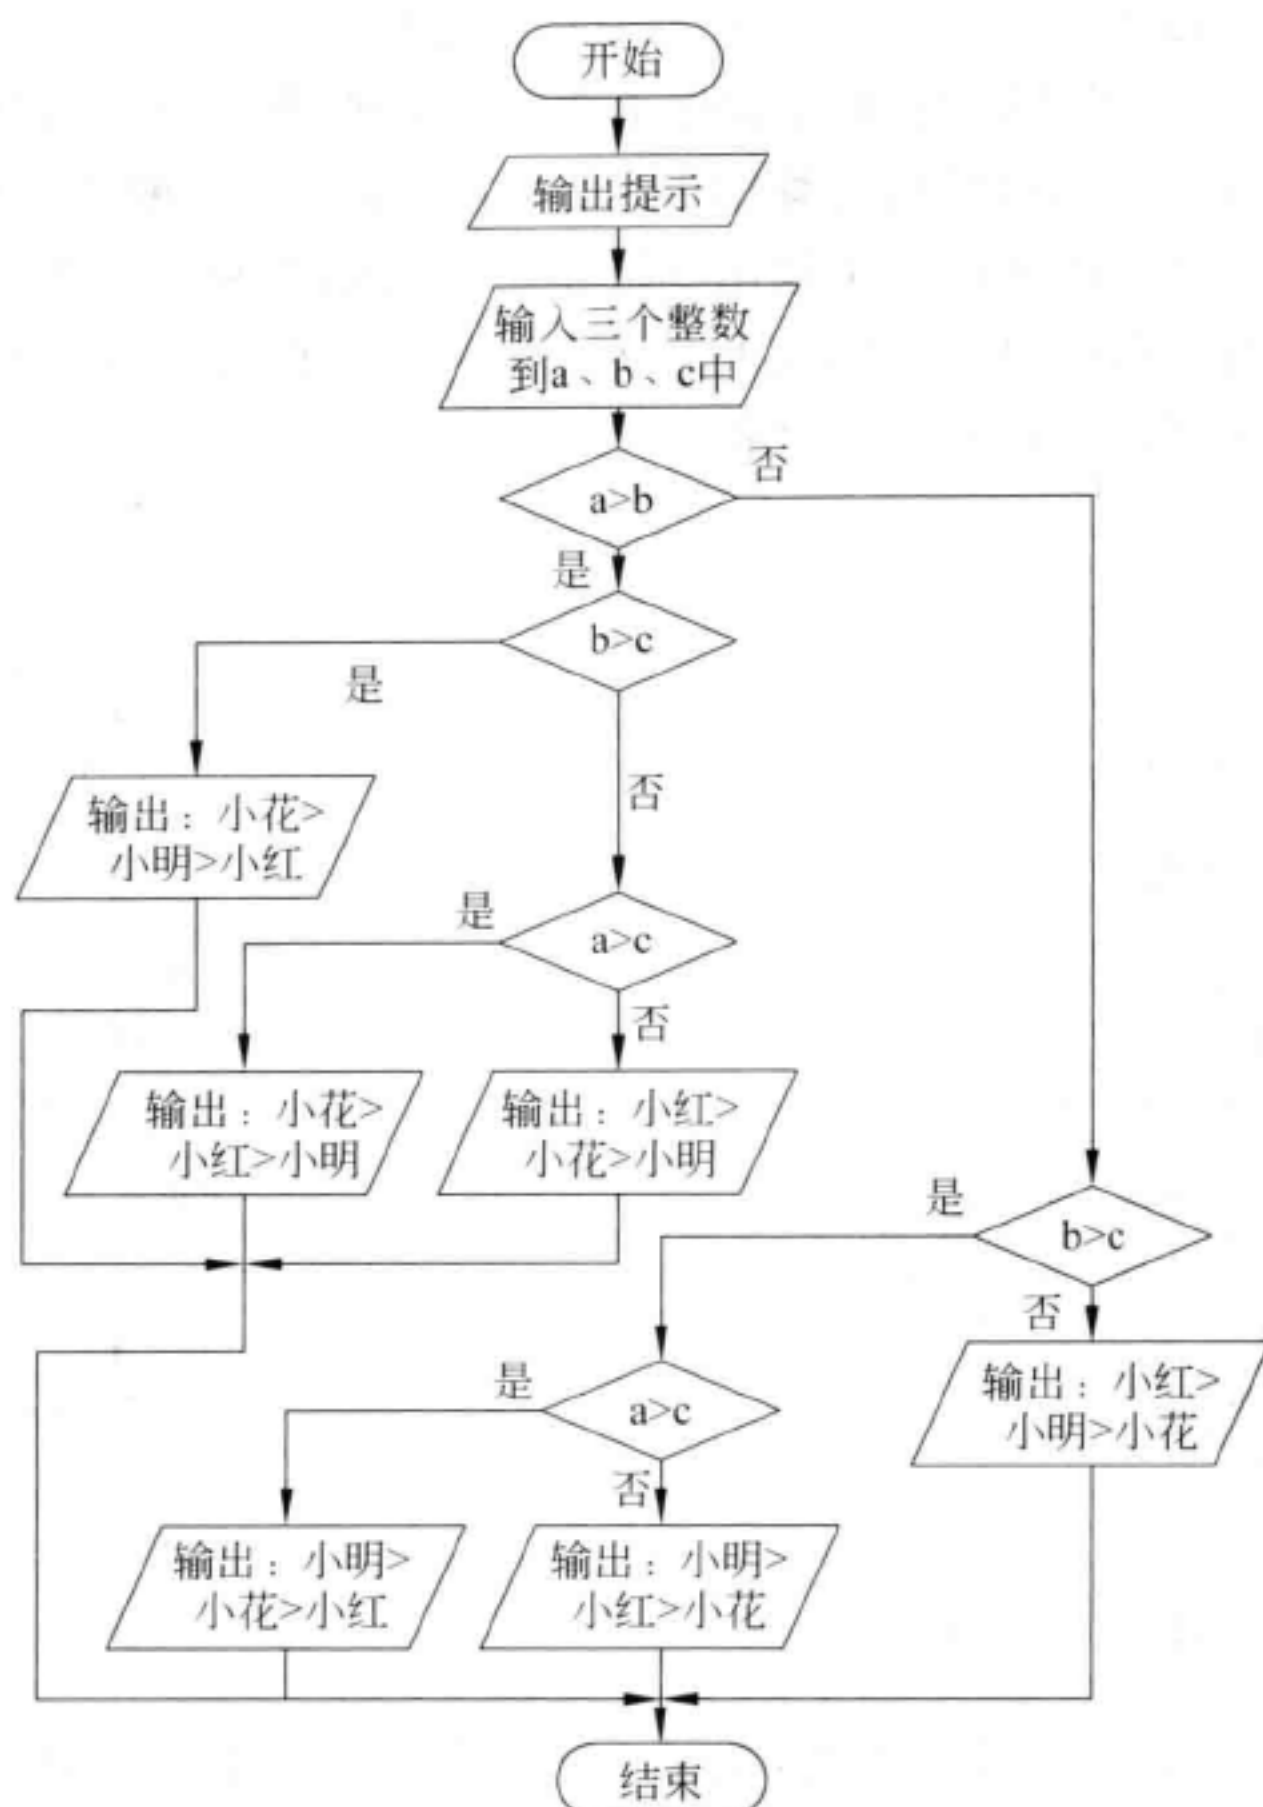 开始
输出提示
输入三个整数
到a、b、c中
a>b
否
是
b>c
是
否
输出：小花>
小明>小红
a>c
是
否
输出：小花>
小红>小明
输出：小红>
小花>小明
b>c
是
否
输出：小红>
小明>小花
a>c
是
否
输出：小明>
小花>小红
输出：小明>
小红>小花
结束